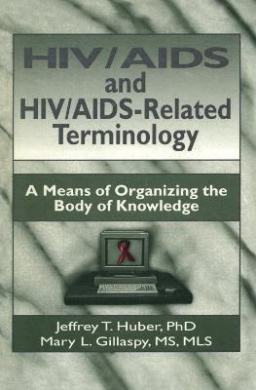 HIV/AIDS
and
HIV/AIDS-Related
Terminology
A Means of Organizing the
Body of Knowledge
Jeffrey T. Huber, PhD
Mary L. Gillaspy, MS, MLS